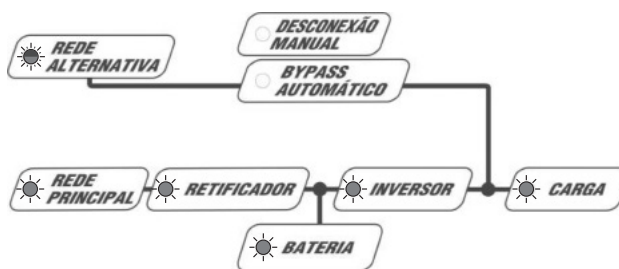 DESCONEXÃO
MANUAL
REDE
ALTERNATIVA
BYPASS
AUTOMÁTICO
REDE
PRINCIPAL
RETIFICADOR
INVERSOR
CARGA
BATERIA